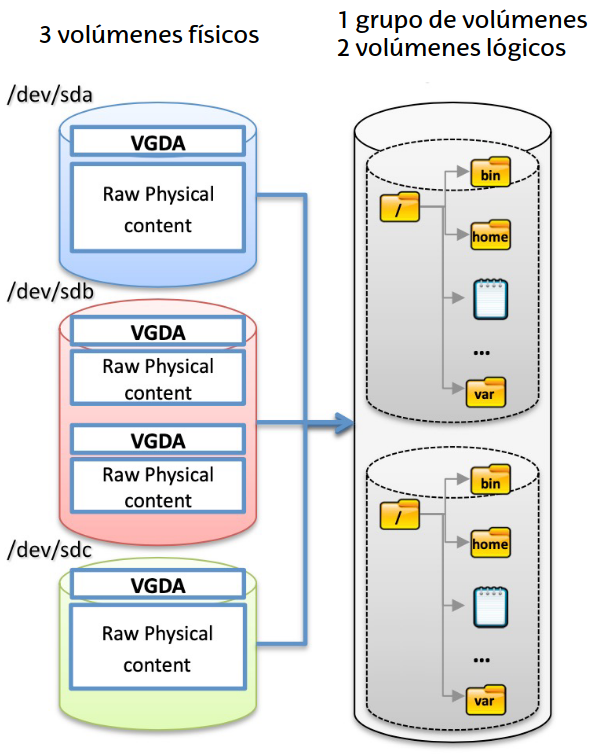 3 volúmenes físicos
1 grupo de volúmenes
2 volúmenes lógicos
/dev/sda
VGDA
Raw Physical
content
/dev/sdb
VGDA
Raw Physical
content
VGDA
Raw Physical
content
/dev/sdc
VGDA
Raw Physical
content
/
bin
home
...
var
/
bin
home
...
var